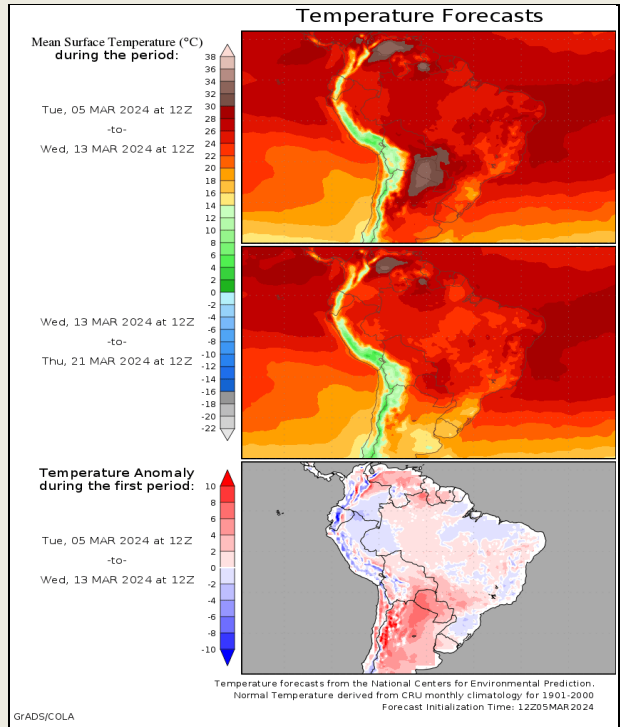 Temperature Forecasts
Mean Surface Temperature (°C)
during the period:
Tue, 05 MAR 2024 at 12Z
-to-
Wed, 13 MAR 2024 at 12Z
38
36
34
32
30
28
26
24
22
20
18
16
14
12
10
8
6
4
2
0
-2
-4
-6
-8
-10
-12
-14
-16
-18
-20
-22
Wed, 13 MAR 2024 at 12Z
-to-
Thu, 21 MAR 2024 at 12Z
Temperature Anomaly
during the first period:
Tue, 05 MAR 2024 at 12Z
-to-
Wed, 13 MAR 2024 at 12Z
10
8
6
4
2
0
-2
-4
-6
-8
-10
Temperature forecasts from the National Centers for Environmental Prediction.
Normal Temperature derived from CRU monthly climatology for 1901-2000
Forecast Initialization Time: 12Z05MAR2024
GrADS/COLA